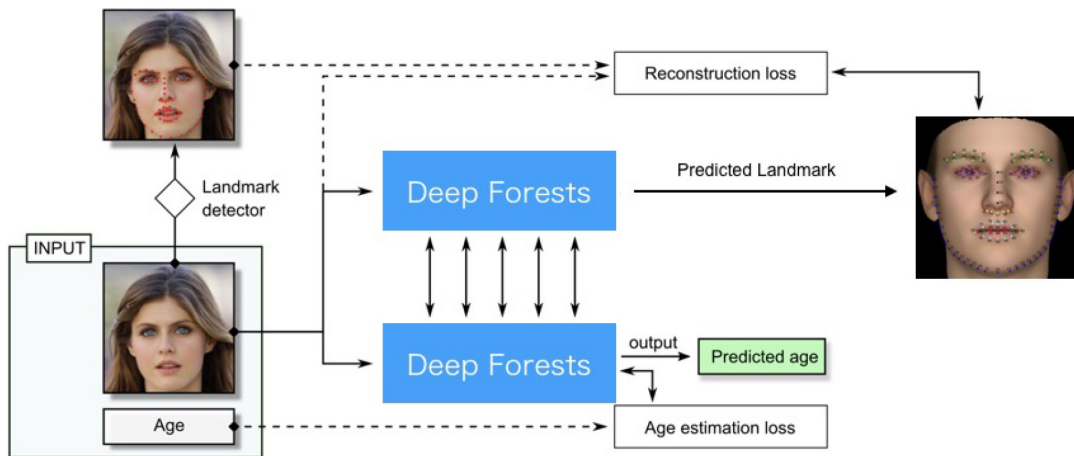 Reconstruction loss
Landmark
detector
Deep Forests
Predicted Landmark
INPUT
Deep Forests
output
Predicted age
Age
Age estimation loss